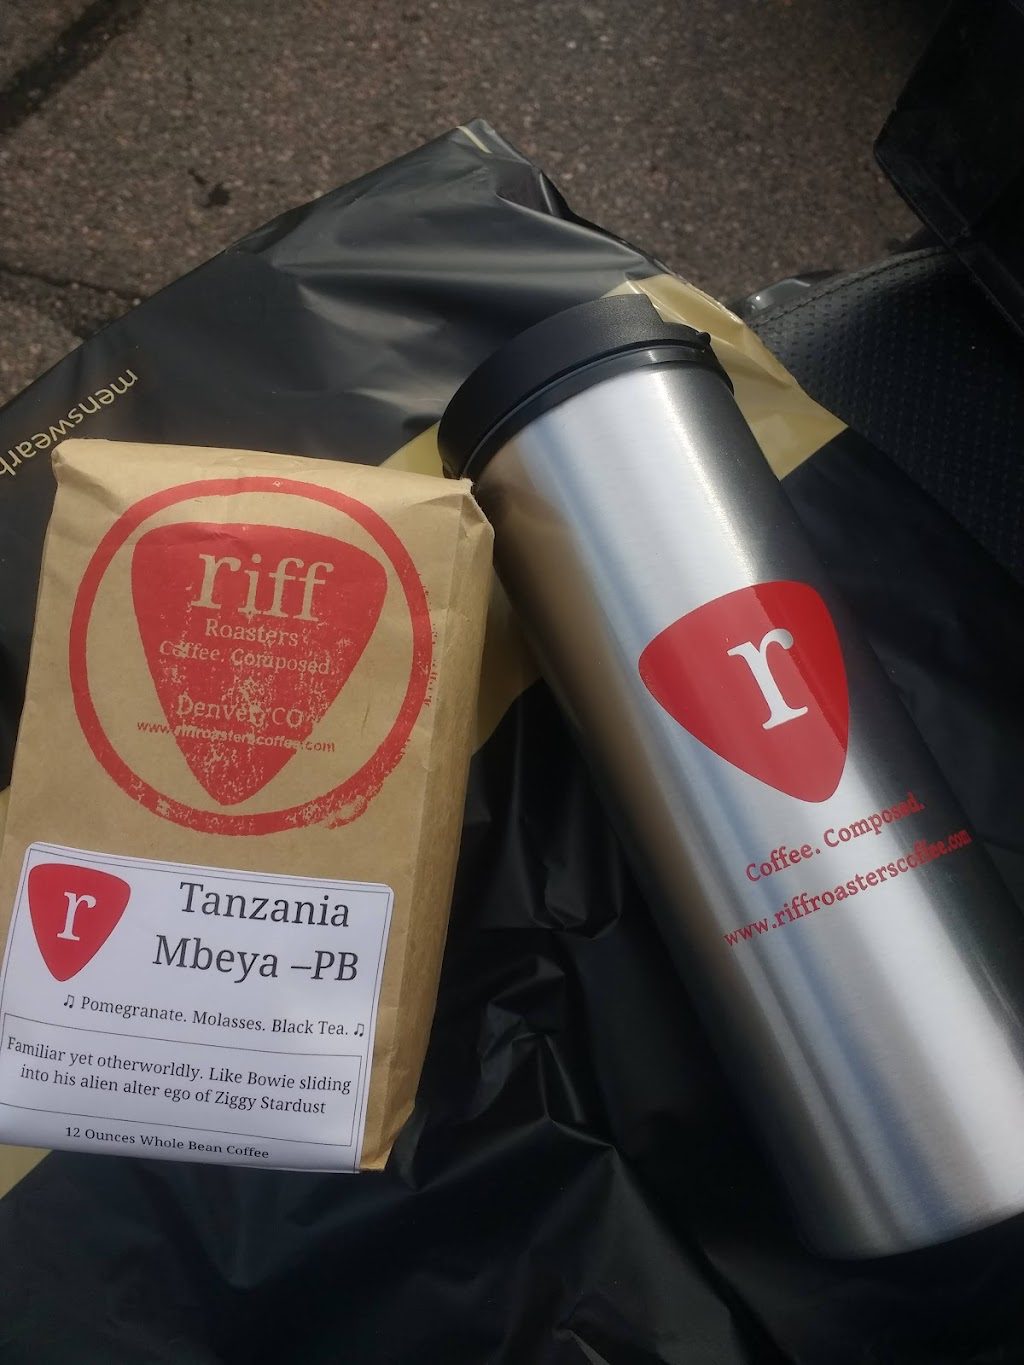 menswearh
riff
Roasters
Coffee. Composed.
Denver, CO
www.riffroasterscoffee.com
r
Tanzania
Mbeya –PB
♫ Pomegranate. Molasses. Black Tea. ♫
Familiar yet otherworldly. Like Bowie sliding
into his alien alter ego of Ziggy Stardust
12 Ounces Whole Bean Coffee
r
Coffee. Composed.
www.riffroasterscoffee.com